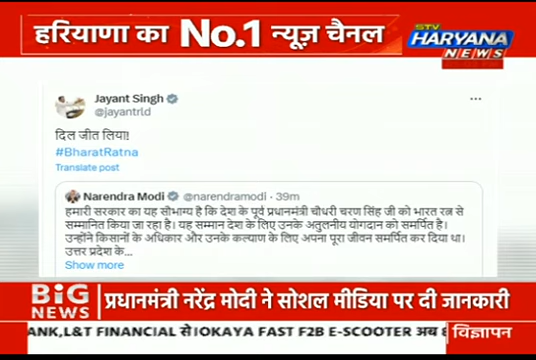 हरियाणा का No.1 न्यूज़ चैनल
STV
HARYANA
NEWS
Jayant Singh
@jayantrld
दिल जीत लिया!
#BharatRatna
Translate post
Narendra Modi @narendramodi · 39m
हमारी सरकार का यह सौभाग्य है कि देश के पूर्व प्रधानमंत्री चौधरी चरण सिंह जी को भारत रत्न से
सम्मानित किया जा रहा है। यह सम्मान देश के लिए उनके अतुलनीय योगदान को समर्पित है।
उन्होंने किसानों के अधिकार और उनके कल्याण के लिए अपना पूरा जीवन समर्पित कर दिया था।
उत्तर प्रदेश के...
Show more
BIG
NEWS
प्रधानमंत्री नरेंद्र मोदी ने सोशल मीडिया पर दी जानकारी
ANK,L&T FINANCIAL से IOKAYA FAST F2B E-SCOOTER अब
विज्ञापन